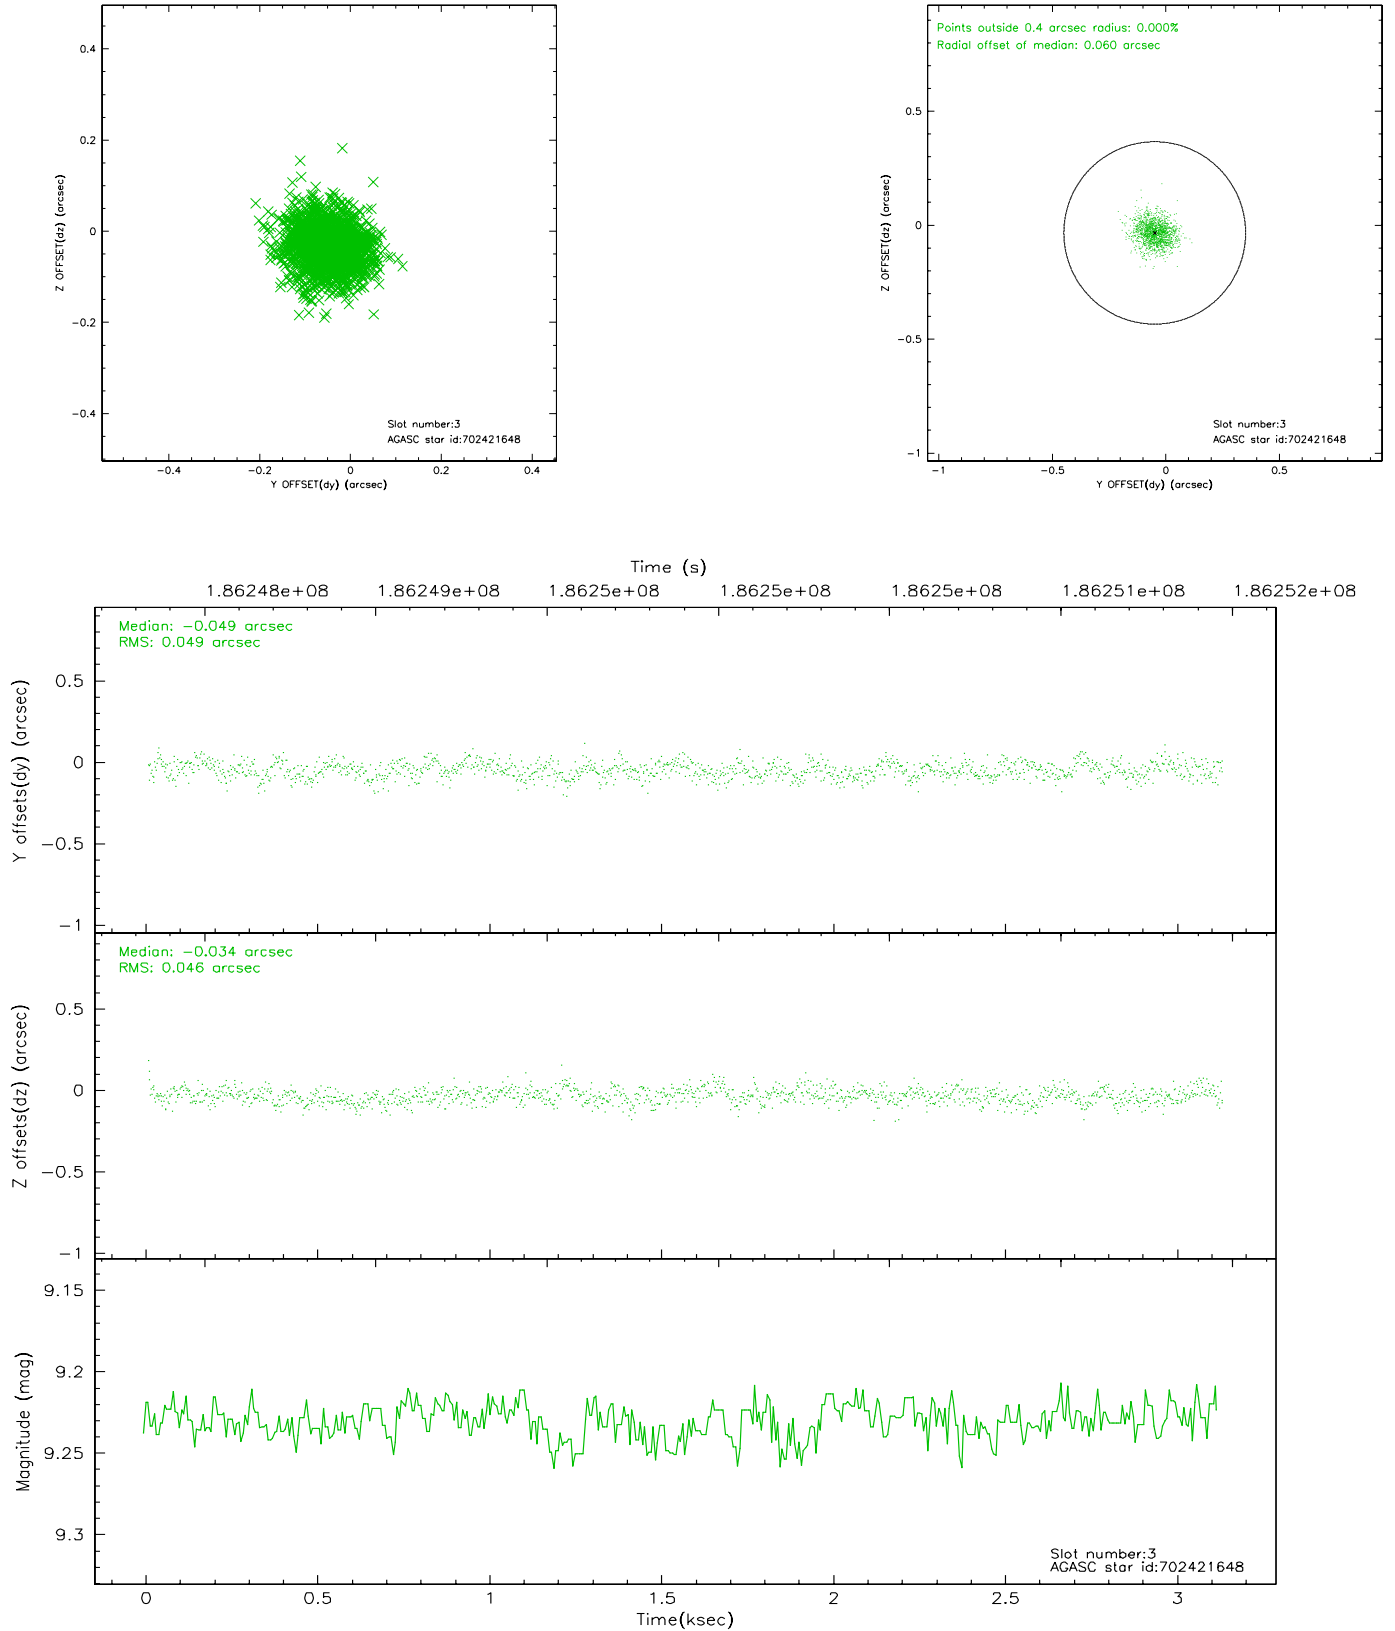 0.4
0.2
0
-0.2
-0.4
Z OFFSET(dz) (arcsec)
Slot number:3
AGASC star id:702421648
-0.4 -0.2 0 0.2 0.4
Y OFFSET(dy) (arcsec)
Points outside 0.4 arcsec radius: 0.000%
Radial offset of median: 0.060 arcsec
0.5
0
-0.5
-1
Z OFFSET(dz) (arcsec)
Slot number:3
AGASC star id:702421648
-1 -0.5 0 0.5
Y OFFSET(dy) (arcsec)
Time (s)
1.86248e+08 1.86249e+08 1.8625e+08 1.8625e+08 1.8625e+08 1.86251e+08 1.86252e+08
Median: -0.049 arcsec
RMS: 0.049 arcsec
0.5
0
-0.5
-1
Y offsets(dy) (arcsec)
Median: -0.034 arcsec
RMS: 0.046 arcsec
0.5
0
-0.5
-1
Z offsets(dz) (arcsec)
9.15
9.2
9.25
9.3
Magnitude (mag)
Slot number:3
AGASC star id:702421648
0 0.5 1 1.5 2 2.5 3
Time(ksec)